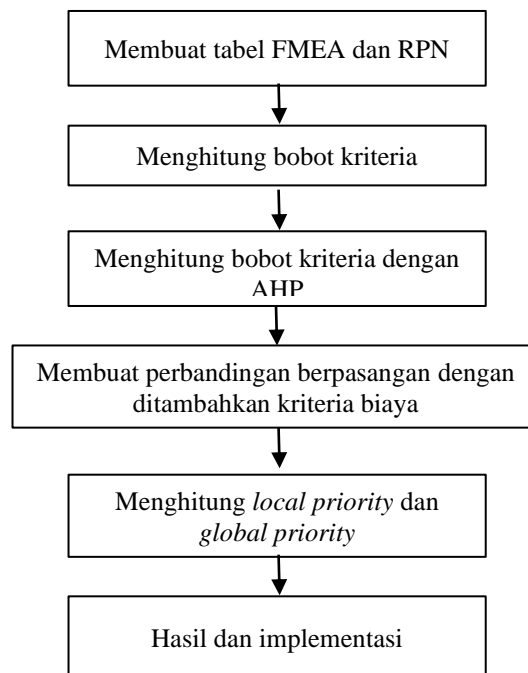 Membuat tabel FMEA dan RPN
Menghitung bobot kriteria
Menghitung bobot kriteria dengan
AHP
Membuat perbandingan berpasangan dengan
ditambahkan kriteria biaya
Menghitung local priority dan
global priority
Hasil dan implementasi